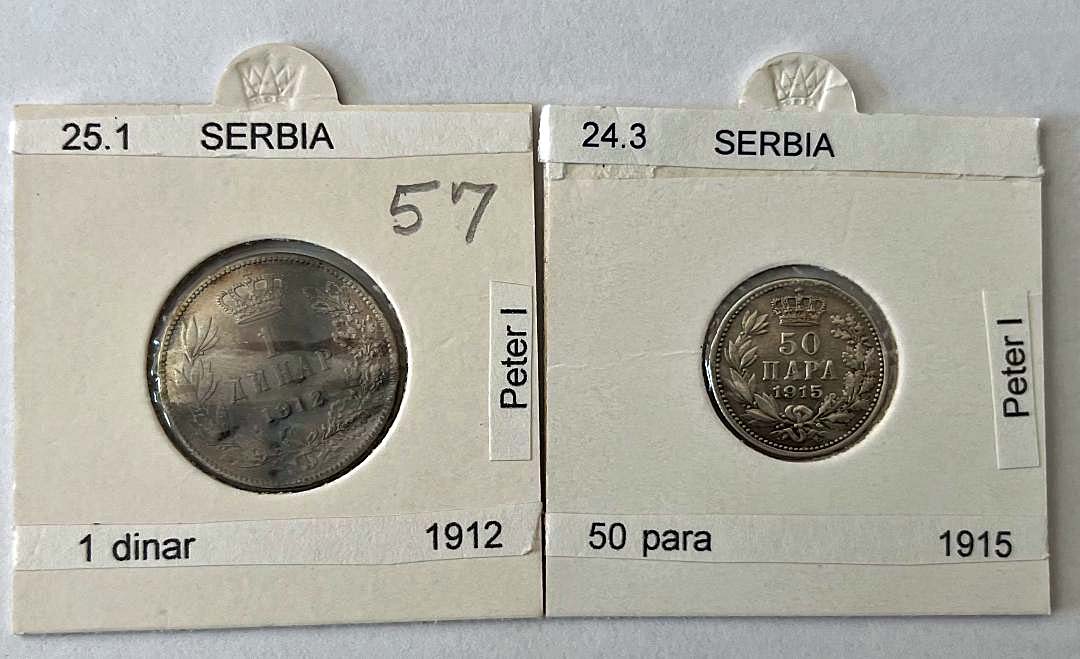 25.1 SERBIA
57
1
ДИНАР
1912
Peter I
1 dinar 1912
24.3 SERBIA
50
ПАРА
1915
Peter I
50 para 1915